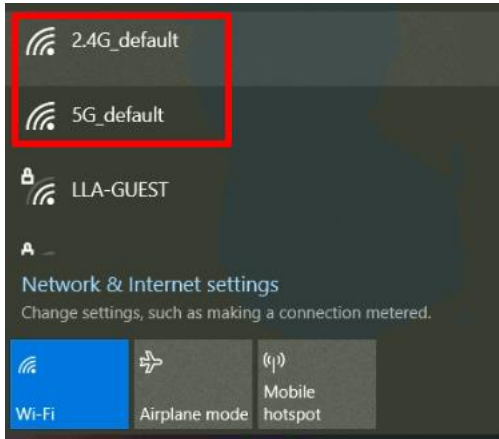 2.4G_default
5G_default
LLA-GUEST
Network & Internet settings
Change settings, such as making a connection metered.
Wi-Fi
Airplane mode
Mobile
hotspot